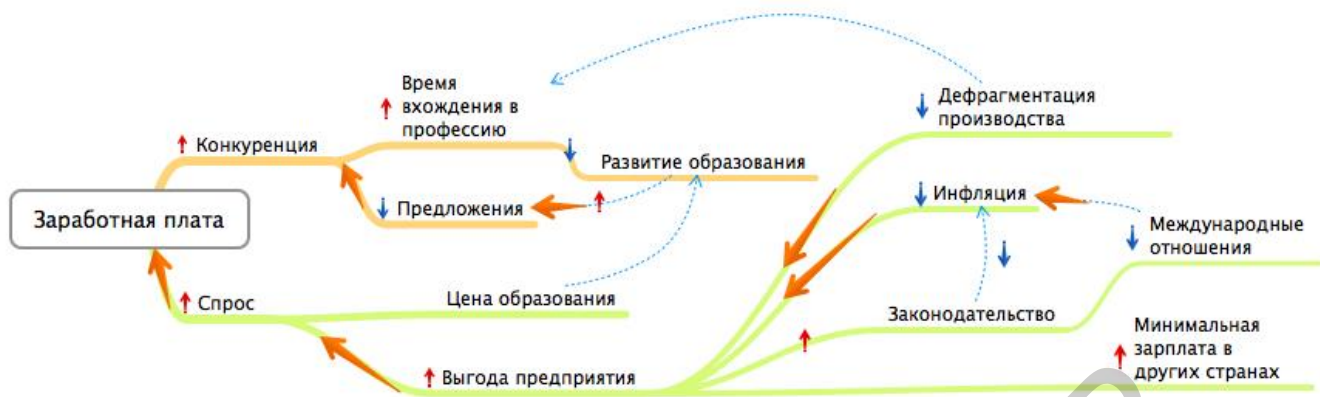 Заработная плата
Конкуренция
Время
вхождения в
профессию
Развитие образования
Предложения
Спрос
Цена образования
Выгода предприятия
Дефрагментация
производства
Инфляция
Международные
отношения
Законодательство
Минимальная
зарплата в
других странах